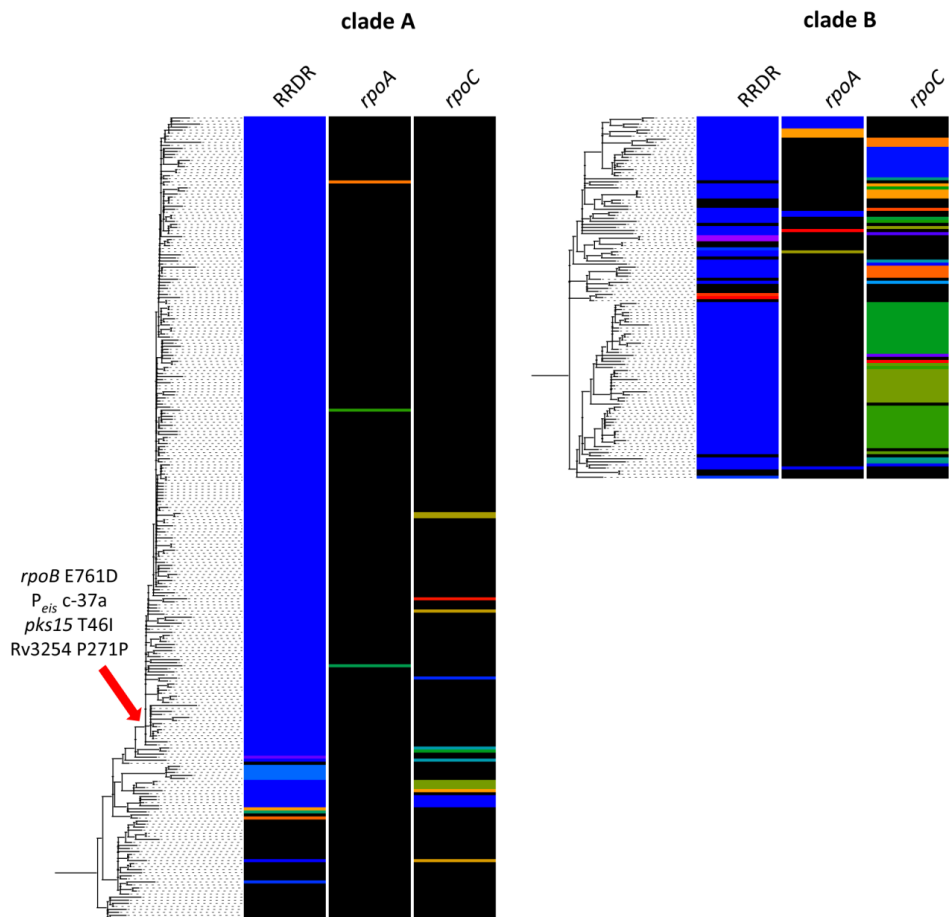 clade A
clade B
RRDR
rpoA
rpoC
RRDR
rpoA
rpoC
rpoB E761D
Peis c-37a
pks15 T46I
Rv3254 P271P